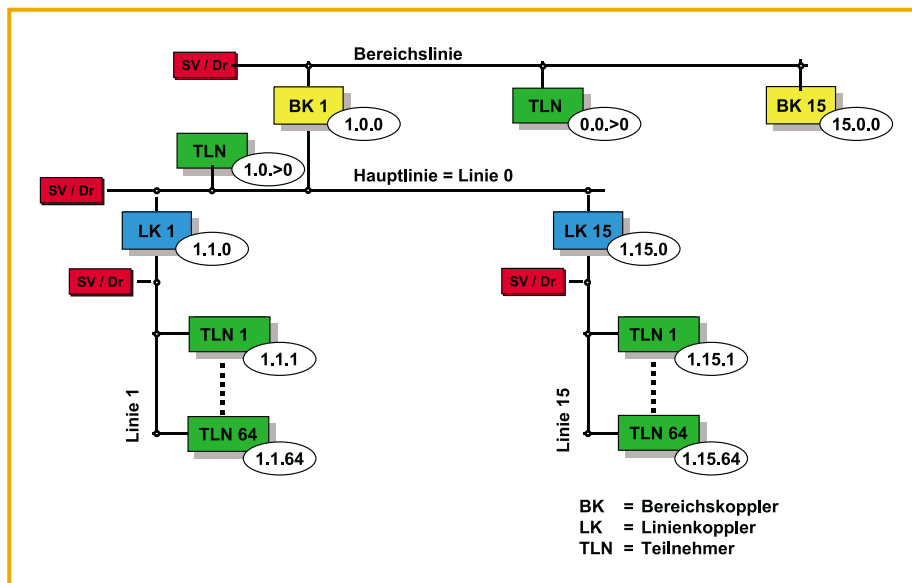 Bereichslinie
SV / Dr
BK 1
1.0.0
TLN
0.0.>0
BK 15
15.0.0
TLN
1.0.>0
SV / Dr
Hauptlinie = Linie 0
LK 1
1.1.0
LK 15
1.15.0
SV / Dr
SV / Dr
TLN 1
1.1.1
TLN 1
1.15.1
Linie 1
Linie 15
TLN 64
1.1.64
TLN 64
1.15.64
BK = Bereichskoppler
LK = Linienkoppler
TLN = Teilnehmer